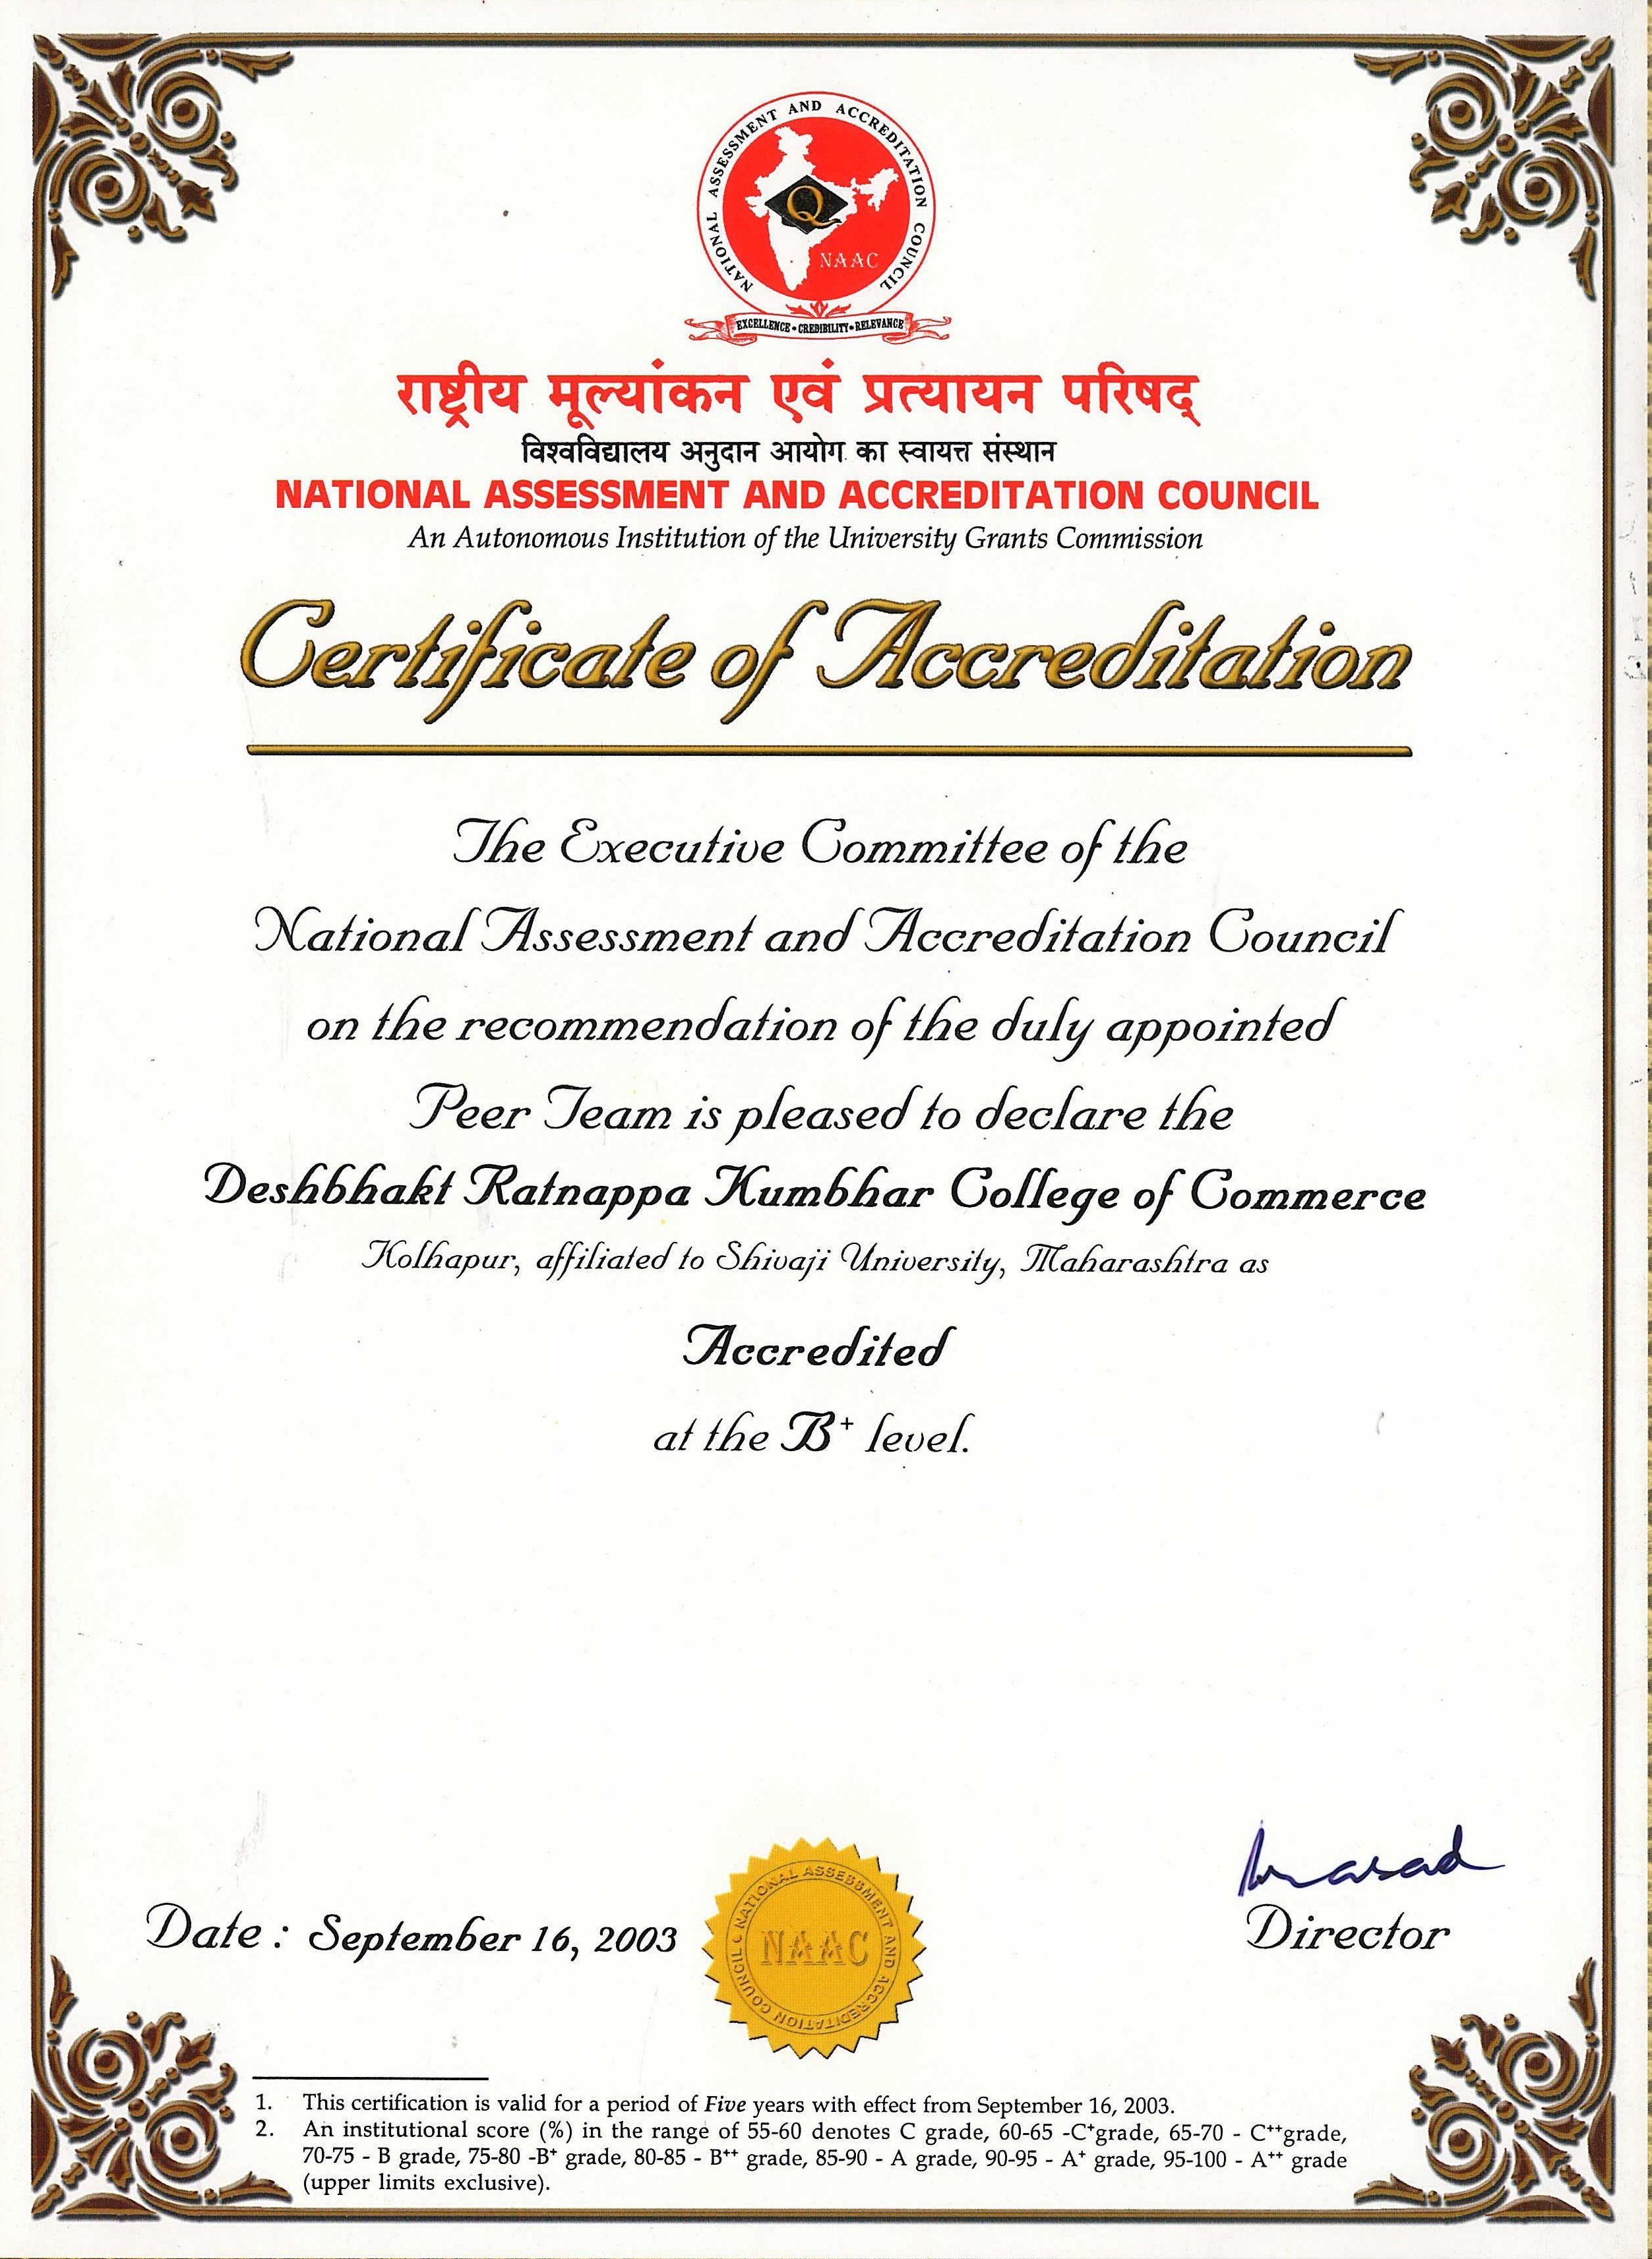 NATIONAL ASSESSMENT AND ACCREDITATION COUNCIL
Q
NAAC
EXCELLENCE • CREDIBILITY • RELEVANCE
राष्ट्रीय मूल्यांकन एवं प्रत्यायन परिषद्
विश्वविद्यालय अनुदान आयोग का स्वायत्त संस्थान
NATIONAL ASSESSMENT AND ACCREDITATION COUNCIL
An Autonomous Institution of the University Grants Commission
Certificate of Accreditation
The Executive Committee of the
National Assessment and Accreditation Council
on the recommendation of the duly appointed
Peer Team is pleased to declare the
Deshbhakt Ratnappa Kumbhar College of Commerce
Kolhapur, affiliated to Shivaji University, Maharashtra as
Accredited
at the B⁺ level.
Date : September 16, 2003
NATIONAL ASSESSMENT AND ACCREDITATION COUNCIL
NAAC
Prasad
Director
1. This certification is valid for a period of Five years with effect from September 16, 2003.
2. An institutional score (%) in the range of 55-60 denotes C grade, 60-65 -C⁺grade, 65-70 - C⁺⁺grade,
70-75 - B grade, 75-80 -B⁺ grade, 80-85 - B⁺⁺ grade, 85-90 - A grade, 90-95 - A⁺ grade, 95-100 - A⁺⁺ grade
(upper limits exclusive).